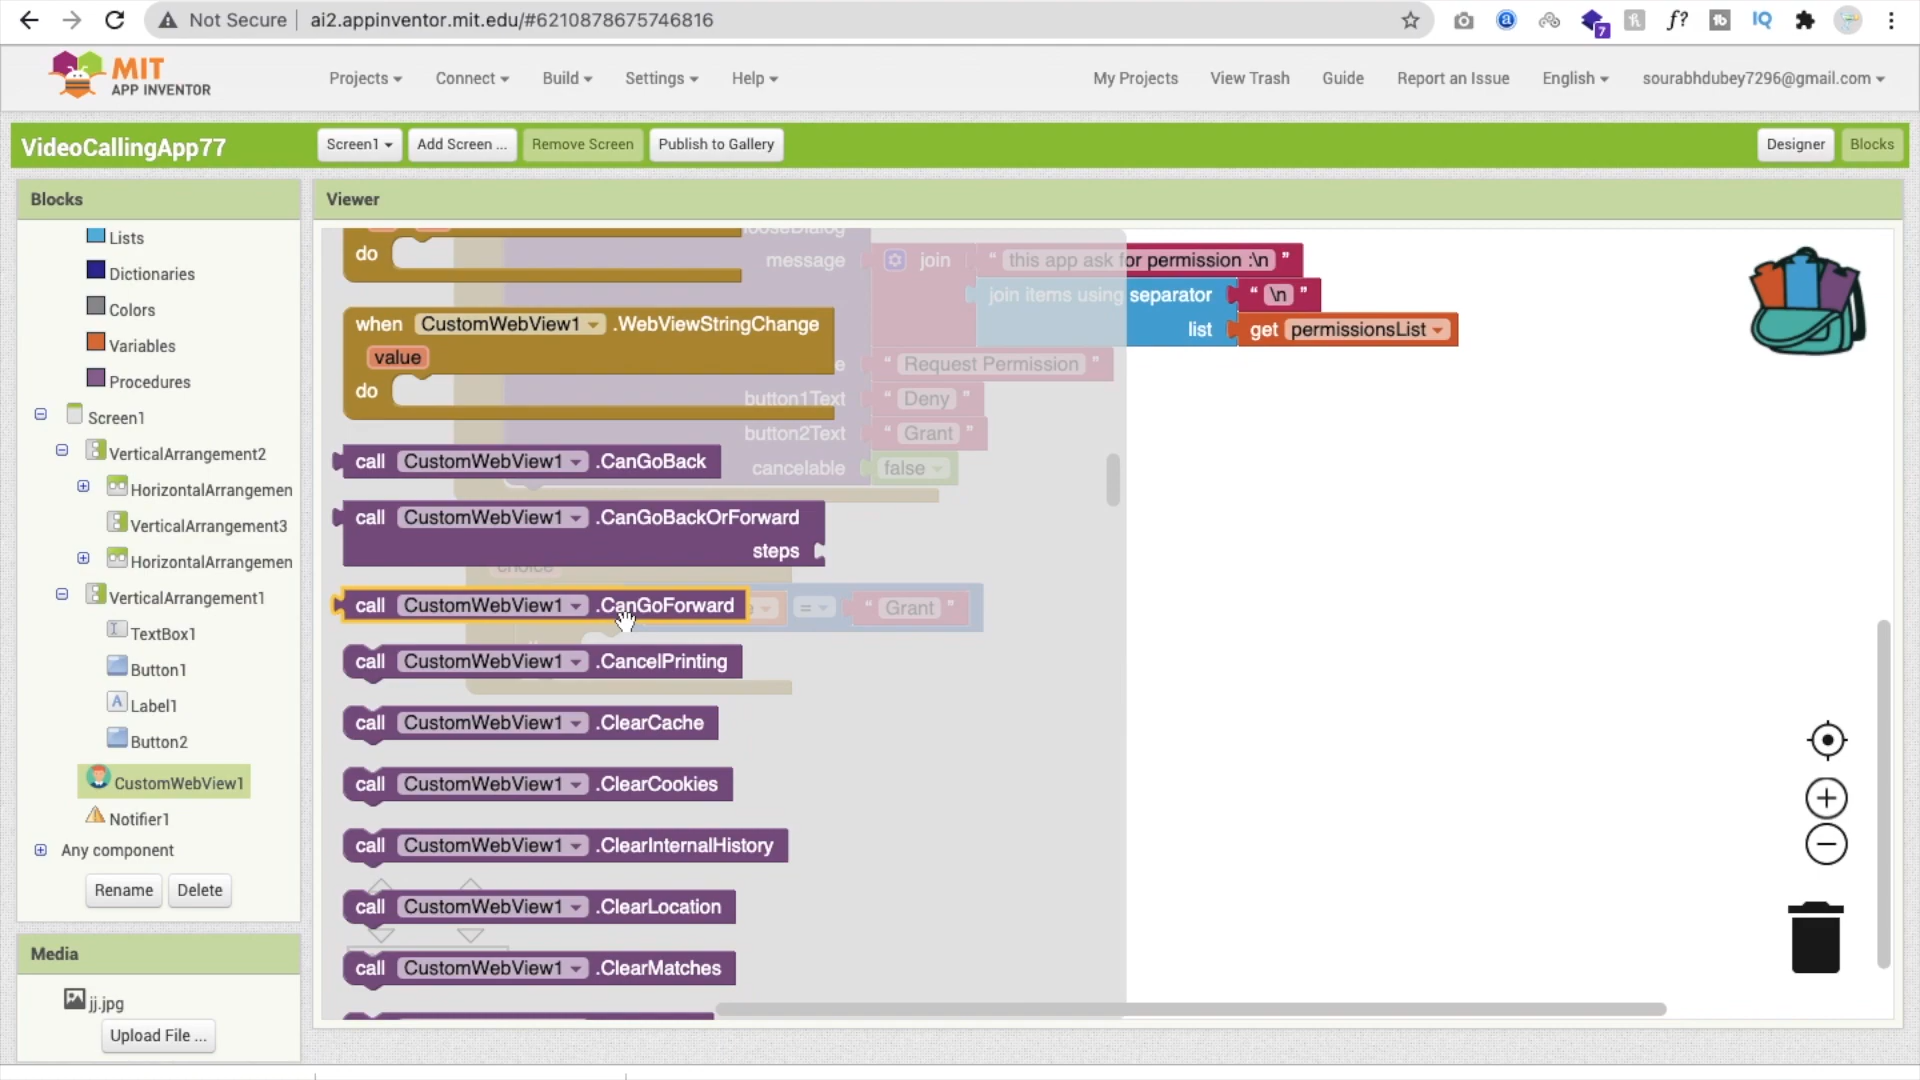 Not Secure
ai2.appinventor.mit.edu/#6210878675746816
7
f?
IQ
MIT
APP INVENTOR
Projects
Connect
Build
Settings
Help
My Projects
View Trash
Guide
Report an Issue
English
sourabhdubey7296@gmail.com
VideoCallingApp77
Screen1
Add Screen ...
Remove Screen
Publish to Gallery
Designer
Blocks
Blocks
Viewer
Lists
Dictionaries
Colors
Variables
Procedures
Screen1
VerticalArrangement2
HorizontalArrangemen
VerticalArrangement3
HorizontalArrangemen
VerticalArrangement1
TextBox1
Button1
Label1
Button2
CustomWebView1
Notifier1
Any component
Rename
Delete
Media
jj.jpg
Upload File ...
do
when CustomWebView1 .WebViewStringChange
value
do
call CustomWebView1 .CanGoBack
call CustomWebView1 .CanGoBackOrForward
steps
call CustomWebView1 .CanGoForward
call CustomWebView1 .CancelPrinting
call CustomWebView1 .ClearCache
call CustomWebView1 .ClearCookies
call CustomWebView1 .ClearInternalHistory
call CustomWebView1 .ClearLocation
call CustomWebView1 .ClearMatches
message join " this app ask for permission :\n "
join items using separator " \n "
list get permissionsList
" Request Permission "
button1Text " Deny "
button2Text " Grant "
cancelable false
choice
= " Grant "